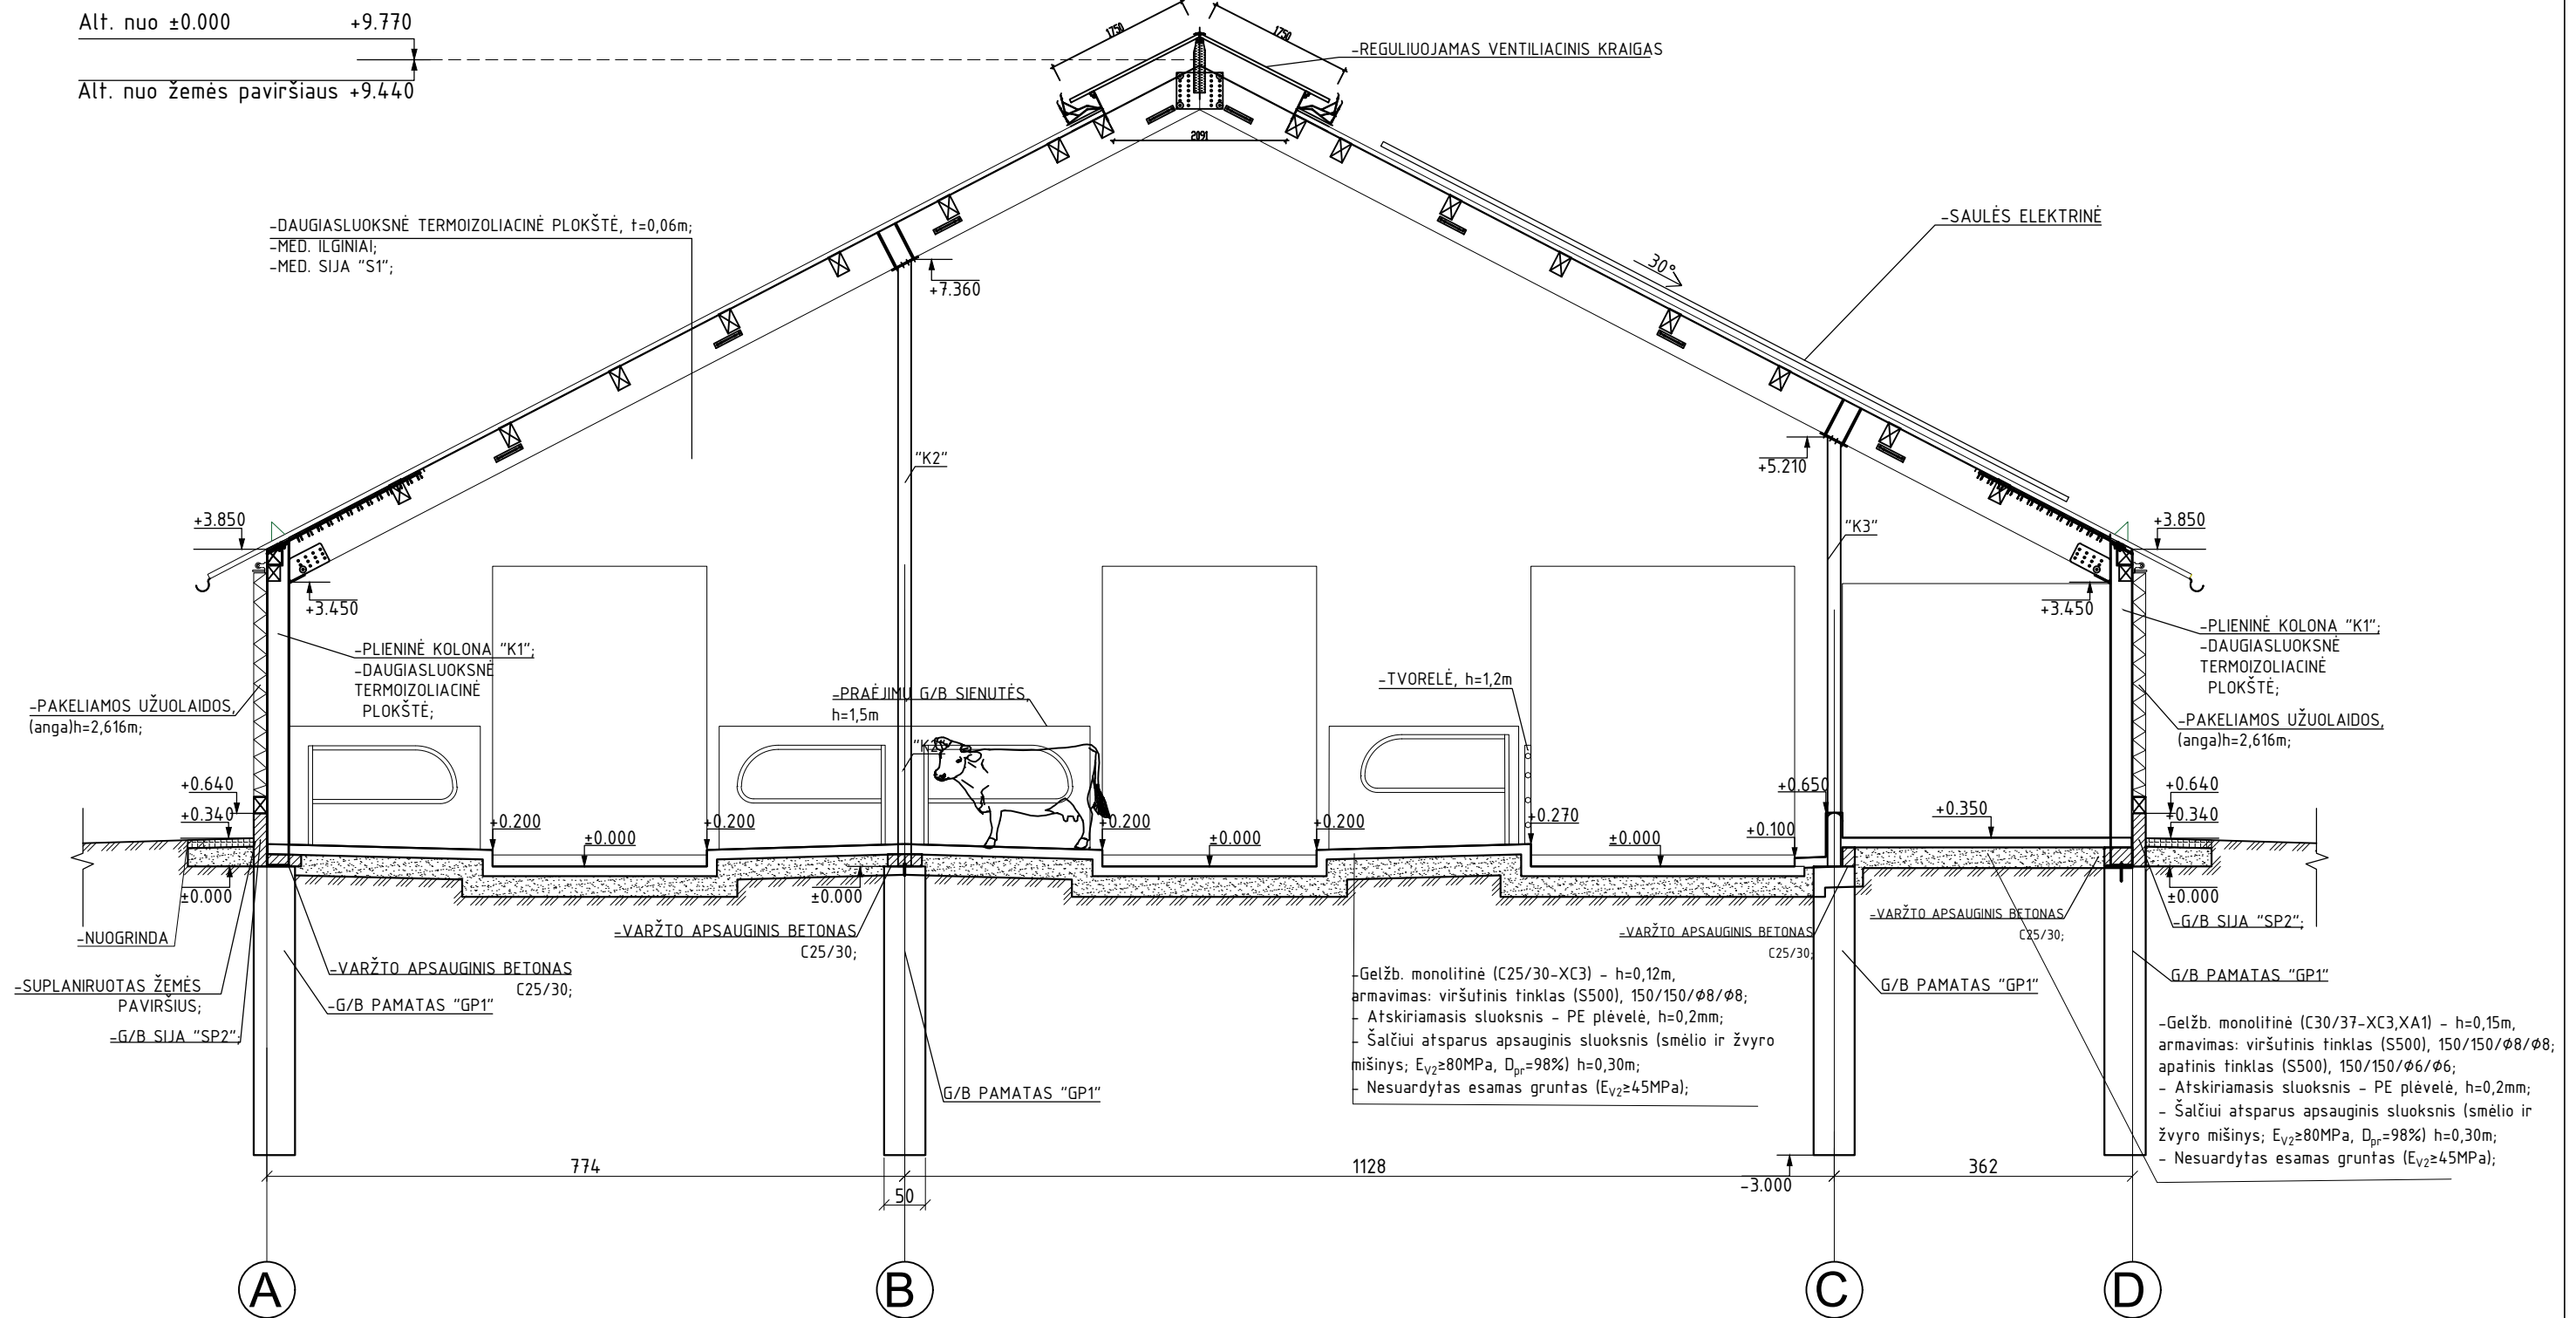 Alt. nuo ±0.000 +9.770
Alt. nuo žemės paviršiaus +9.440
1750
1750
-REGULIUOJAMAS VENTILIACINIS KRAIGAS
2091
-DAUGIASLUOKSNĖ TERMOIZOLIACINĖ PLOKŠTĖ, t=0,06m;
-MED. ILGINIAI;
-MED. SIJA "S1";
-SAULĖS ELEKTRINĖ
30°
+7.360
"K2"
+5.210
"K3"
+3.850
+3.850
+3.450
+3.450
-PLIENINĖ KOLONA "K1";
-DAUGIASLUOKSNĖ
TERMOIZOLIACINĖ
PLOKŠTĖ;
-PLIENINĖ KOLONA "K1";
-DAUGIASLUOKSNĖ
TERMOIZOLIACINĖ
PLOKŠTĖ;
-PAKELIAMOS UŽUOLAIDOS,
(anga)h=2,616m;
-PRAĖJIMŲ G/B SIENUTĖS,
h=1,5m
-TVORELĖ, h=1,2m
-PAKELIAMOS UŽUOLAIDOS,
(anga)h=2,616m;
"K2"
+0.640
+0.340
+0.200
±0.000
+0.200
+0.200
±0.000
+0.200
+0.270
±0.000
+0.100
+0.650
+0.350
+0.640
+0.340
±0.000
±0.000
±0.000
-NUOGRINDA
-SUPLANIRUOTAS ŽEMĖS
PAVIRŠIUS;
-G/B SIJA "SP2";
-VARŽTO APSAUGINIS BETONAS
C25/30;
-G/B PAMATAS "GP1"
-VARŽTO APSAUGINIS BETONAS
C25/30;
G/B PAMATAS "GP1"
-Gelžb. monolitinė (C25/30-XC3) - h=0,12m,
armavimas: viršutinis tinklas (S500), 150/150/ø8/ø8;
- Atskiriamasis sluoksnis - PE plėvelė, h=0,2mm;
- Šalčiui atsparus apsauginis sluoksnis (smėlio ir žvyro
mišinys; EV2≥80MPa, Dpr=98%) h=0,30m;
- Nesuardytas esamas gruntas (EV2≥45MPa);
-VARŽTO APSAUGINIS BETONAS
C25/30;
-VARŽTO APSAUGINIS BETONAS
C25/30;
G/B PAMATAS "GP1"
-G/B SIJA "SP2";
G/B PAMATAS "GP1"
-Gelžb. monolitinė (C30/37-XC3,XA1) - h=0,15m,
armavimas: viršutinis tinklas (S500), 150/150/ø8/ø8;
apatinis tinklas (S500), 150/150/ø6/ø6;
- Atskiriamasis sluoksnis - PE plėvelė, h=0,2mm;
- Šalčiui atsparus apsauginis sluoksnis (smėlio ir
žvyro mišinys; EV2≥80MPa, Dpr=98%) h=0,30m;
- Nesuardytas esamas gruntas (EV2≥45MPa);
774
50
1128
-3.000
362
A
B
C
D